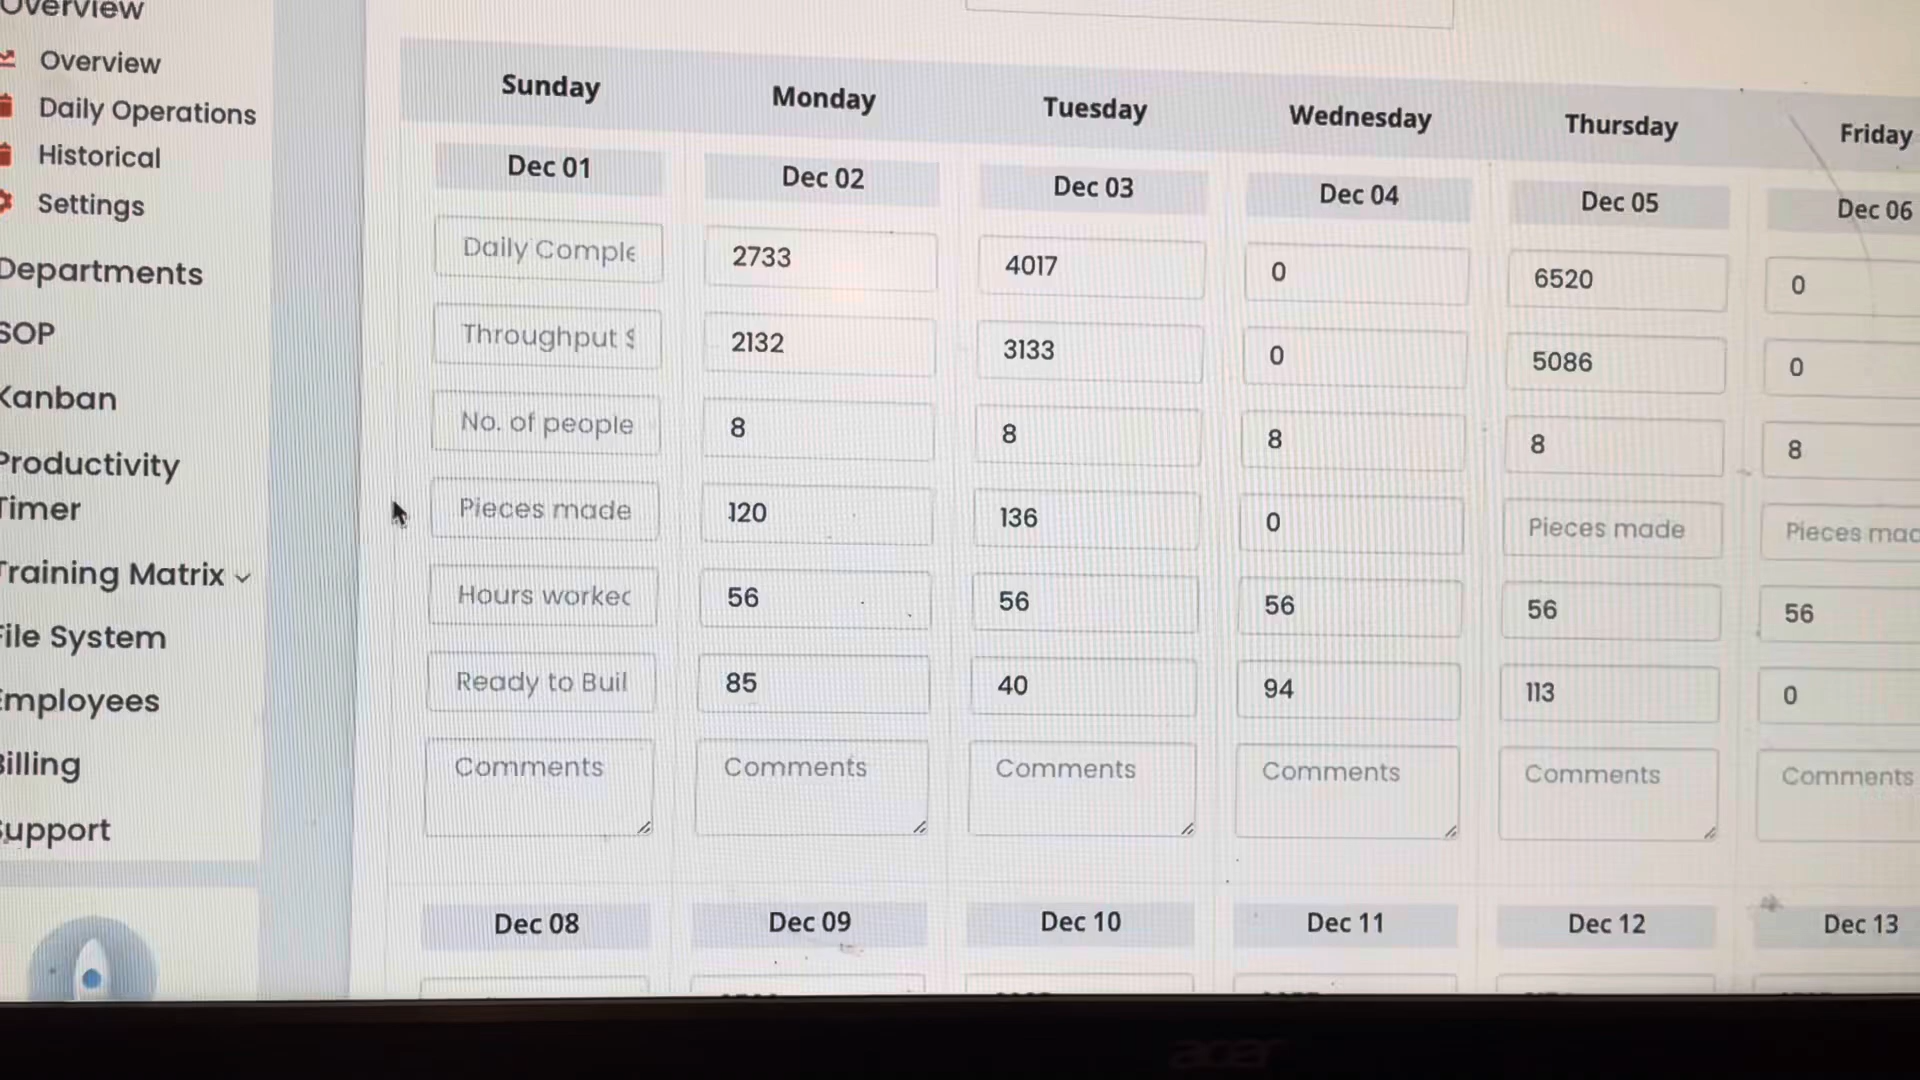 Overview
Overview
Daily Operations
Historical
Settings
Departments
SOP
Kanban
Productivity
Timer
Training Matrix
File System
Employees
Billing
Support
Sunday Monday Tuesday Wednesday Thursday Friday
Dec 01 Dec 02 Dec 03 Dec 04 Dec 05 Dec 06
Daily Comple 2733 4017 0 6520 0
Throughput $ 2132 3133 0 5086 0
No. of people 8 8 8 8 8
Pieces made 120 136 0 Pieces made Pieces mad
Hours worked 56 56 56 56 56
Ready to Buil 85 40 94 113 0
Comments Comments Comments Comments Comments Comments
Dec 08 Dec 09 Dec 10 Dec 11 Dec 12 Dec 13
acer